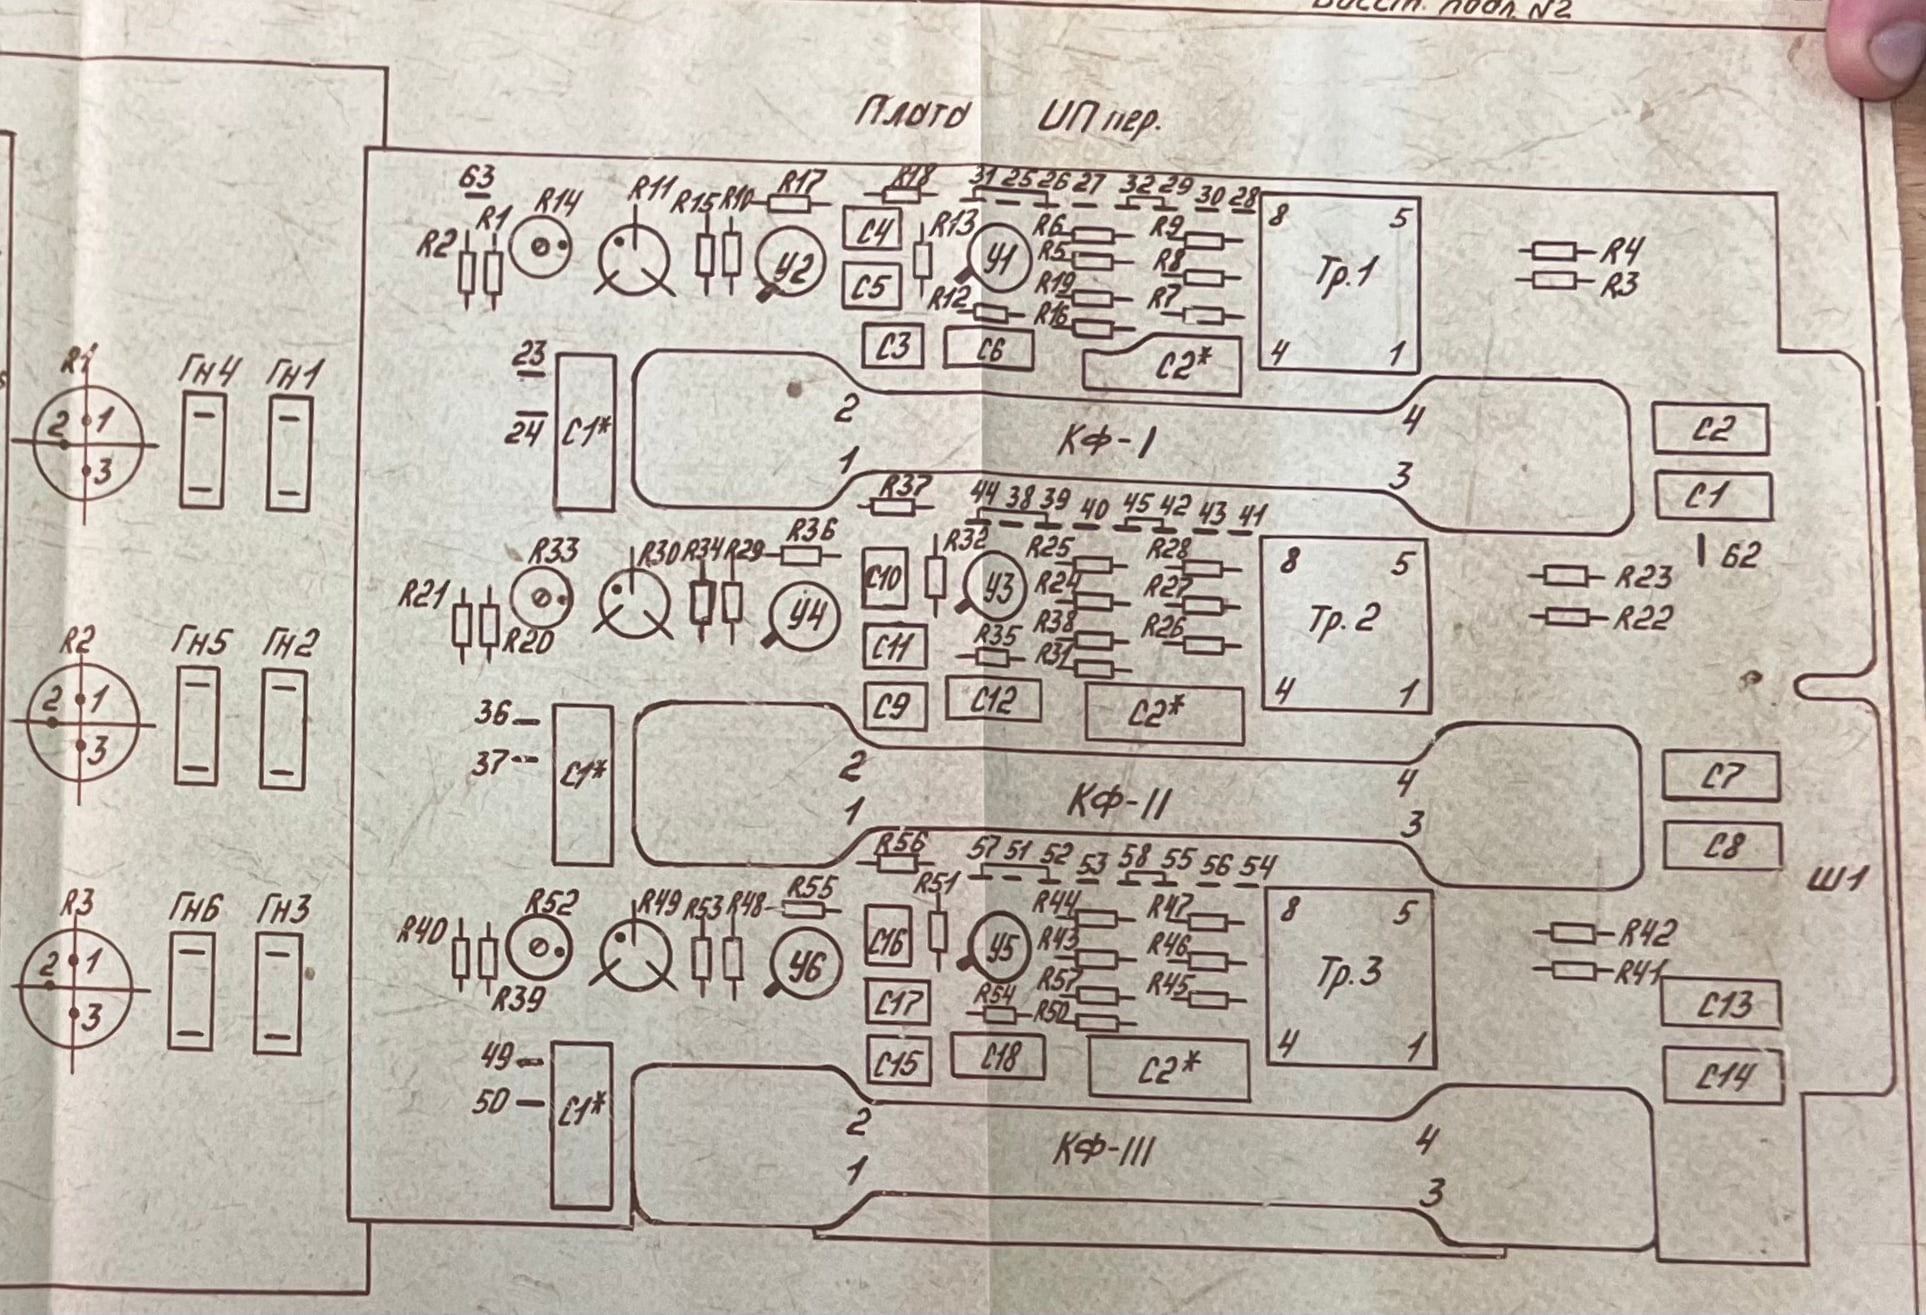 Восст. подл. N2
Плата ИП пер.
63
R2 R1 R14 R11 R15 R10 R17 У2
C4 C5 R18 R13 У1 R12 C3 C6
31 25 26 27 32 29 30 28
R6 R5 R19 R16 R9 R8 R7 C2*
8 5 Тр.1 4 1
R4
R3
R1 2 1 3 Гн4 Гн1
23
24
C1*
2 КФ-I 4
1 3
C2
C1
62
R37
44 38 39 40 45 42 43 41
R21 R20 R33 R30 R34 R29 R36 У4
C10 C11 C9 R32 У3 R35 C12
R25 R24 R38 R31 R28 R27 R26 C2*
8 5 Тр.2 4 1
R23
R22
R2 2 1 3 Гн5 Гн2
36
37
C1*
2 КФ-II 4
1 3
C7
C8
Ш1
R56
57 51 52 53 58 55 56 54
R40 R39 R52 R49 R53 R48 R55 У6
C16 C17 C15 R51 У5 R54 C18
R44 R43 R57 R50 R47 R46 R45 C2*
8 5 Тр.3 4 1
R42
R41
C13
C14
R3 2 1 3 Гн6 Гн3
49
50
C1*
2 КФ-III 4
1 3